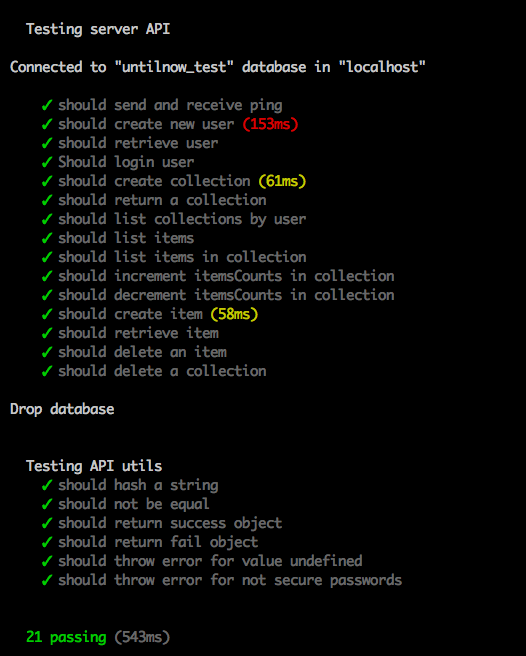 Testing server API
Connected to "untilnow_test" database in "localhost"
✓ should send and receive ping
✓ should create new user (153ms)
✓ should retrieve user
✓ Should login user
✓ should create collection (61ms)
✓ should return a collection
✓ should list collections by user
✓ should list items
✓ should list items in collection
✓ should increment itemsCounts in collection
✓ should decrement itemsCounts in collection
✓ should create item (58ms)
✓ should retrieve item
✓ should delete an item
✓ should delete a collection
Drop database
Testing API utils
✓ should hash a string
✓ should not be equal
✓ should return success object
✓ should return fail object
✓ should throw error for value undefined
✓ should throw error for not secure passwords
21 passing (543ms)